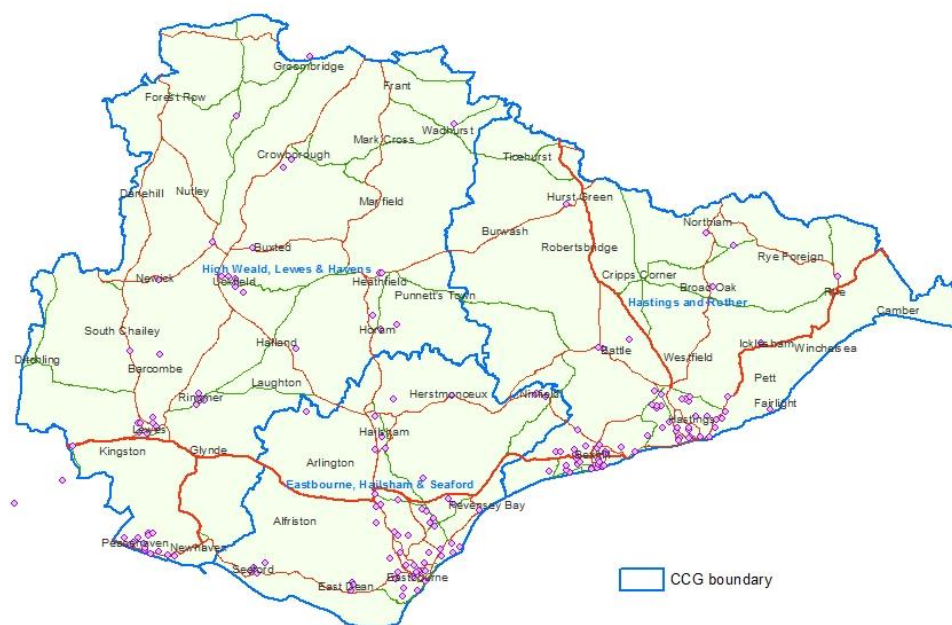 Groombridge
Frant
Forest Row
Wadhurst
Mark Cross
Crowborough
Ticehurst
Danehill
Nutley
Mayfield
Hurst Green
Northiam
Burwash
Buxted
Robertsbridge
Rye Foreign
High Weald, Lewes & Havens
Newick
Uckfield
Heathfield
Cripps Corner
Punnett's Town
Broad Oak
Rye
Hastings and Rother
Camber
South Chailey
Horam
Halland
Icklesham
Winchelsea
Battle
Westfield
Ditchling
Barcombe
Laughton
Pett
Ringmer
Herstmonceux
Ninfield
Fairlight
Lewes
Hailsham
Hastings
Kingston
Glynde
Bexhill
Arlington
Eastbourne, Hailsham & Seaford
Pevensey Bay
Alfriston
Peacehaven
Newhaven
Seaford
East Dean
Eastbourne
CCG boundary